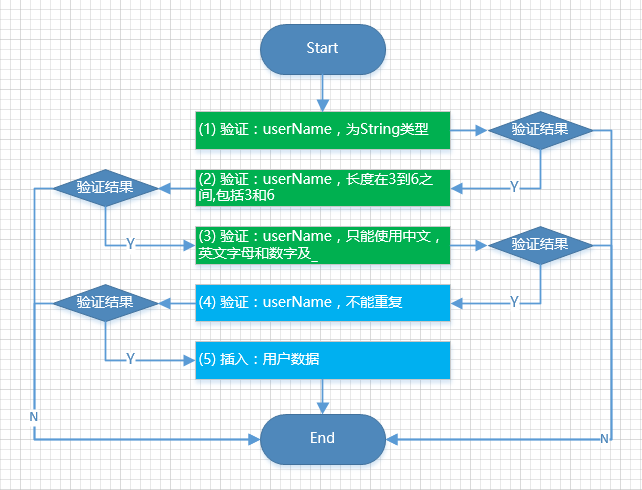 Start
(1) 验证：userName，为String类型
验证结果
Y
(2) 验证：userName，长度在3到6之
间,包括3和6
验证结果
Y
(3) 验证：userName，只能使用中文，
英文字母和数字及_
验证结果
Y
(4) 验证：userName，不能重复
验证结果
Y
(5) 插入：用户数据
N
End
N